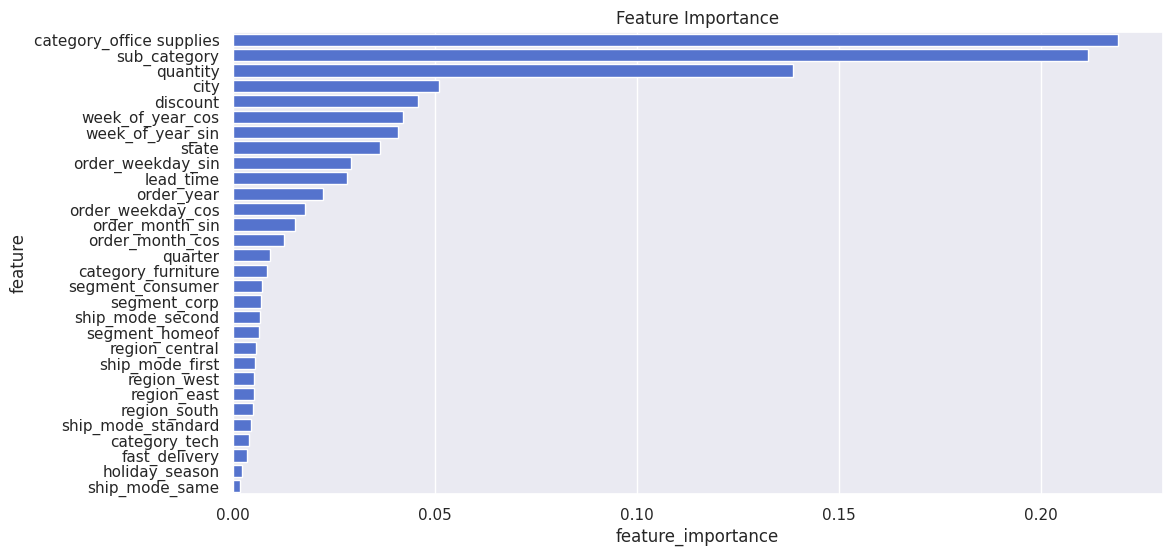 Feature Importance
category_office supplies
sub_category
quantity
city
discount
week_of_year_cos
week_of_year_sin
state
order_weekday_sin
lead_time
order_year
order_weekday_cos
order_month_sin
order_month_cos
quarter
category_furniture
segment_consumer
segment_corp
ship_mode_second
segment_homeof
region_central
ship_mode_first
region_west
region_east
region_south
ship_mode_standard
category_tech
fast_delivery
holiday_season
ship_mode_same
feature
0.00 0.05 0.10 0.15 0.20
feature_importance